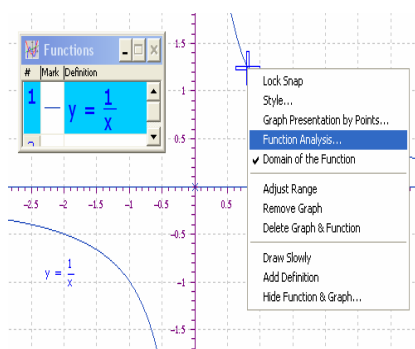 Functions
# Mark Definition
1 — y = 1/x
2
1.5
0.5
-2.5 -2 -1.5 -1 -0.5 0.5
-0.5
-1
-1.5
y = 1/x
Lock Snap
Style...
Graph Presentation by Points...
Function Analysis...
✓ Domain of the Function
Adjust Range
Remove Graph
Delete Graph & Function
Draw Slowly
Add Definition
Hide Function & Graph...